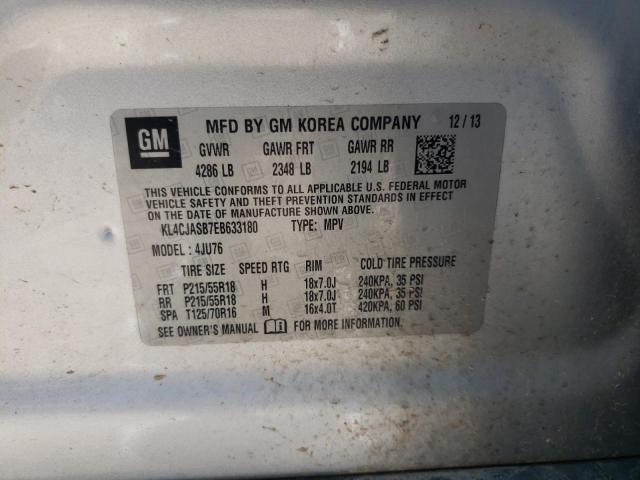 GM MFD BY GM KOREA COMPANY 12 / 13
GVWR GAWR FRT GAWR RR
4286 LB 2348 LB 2194 LB
THIS VEHICLE CONFORMS TO ALL APPLICABLE U.S. FEDERAL MOTOR
VEHICLE SAFETY AND THEFT PREVENTION STANDARDS IN EFFECT
ON THE DATE OF MANUFACTURE SHOWN ABOVE.
KL4CJASB7EB633180 TYPE: MPV
MODEL : 4JU76
TIRE SIZE SPEED RTG RIM COLD TIRE PRESSURE
FRT P215/55R18 H 18x7.0J 240KPA, 35 PSI
RR P215/55R18 H 18x7.0J 240KPA, 35 PSI
SPA T125/70R16 M 16x4.0T 420KPA, 60 PSI
SEE OWNER'S MANUAL FOR MORE INFORMATION.